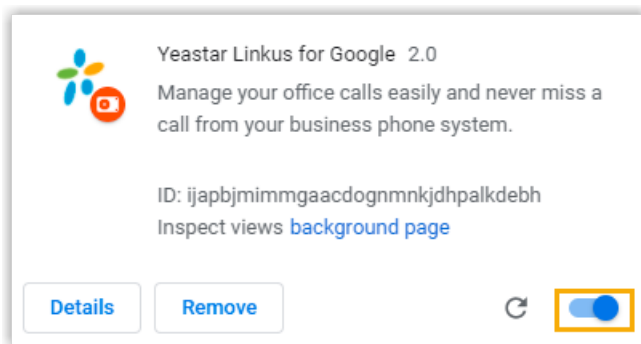 Yeastar Linkus for Google 2.0
Manage your office calls easily and never miss a
call from your business phone system.
ID: ijapbjmimmgaacdognmnkjdhpalkdebh
Inspect views background page
Details
Remove